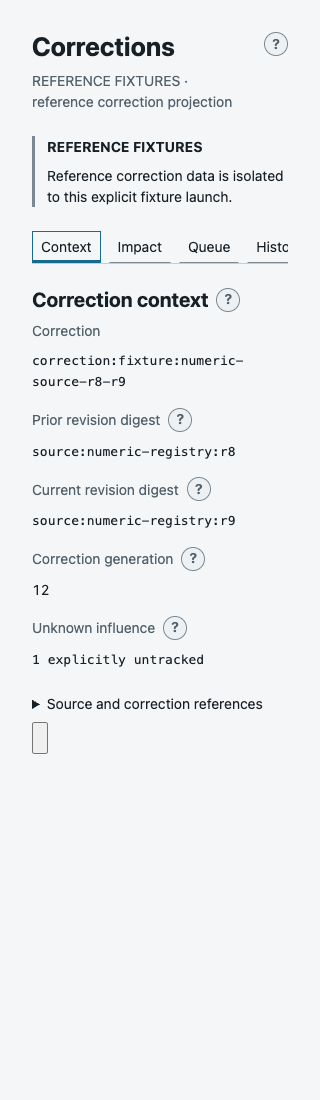 Corrections ?
REFERENCE FIXTURES ·
reference correction projection
REFERENCE FIXTURES
Reference correction data is isolated
to this explicit fixture launch.
Context Impact Queue Histo
Correction context ?
Correction
correction:fixture:numeric-
source-r8-r9
Prior revision digest ?
source:numeric-registry:r8
Current revision digest ?
source:numeric-registry:r9
Correction generation ?
12
Unknown influence ?
1 explicitly untracked
▶ Source and correction references